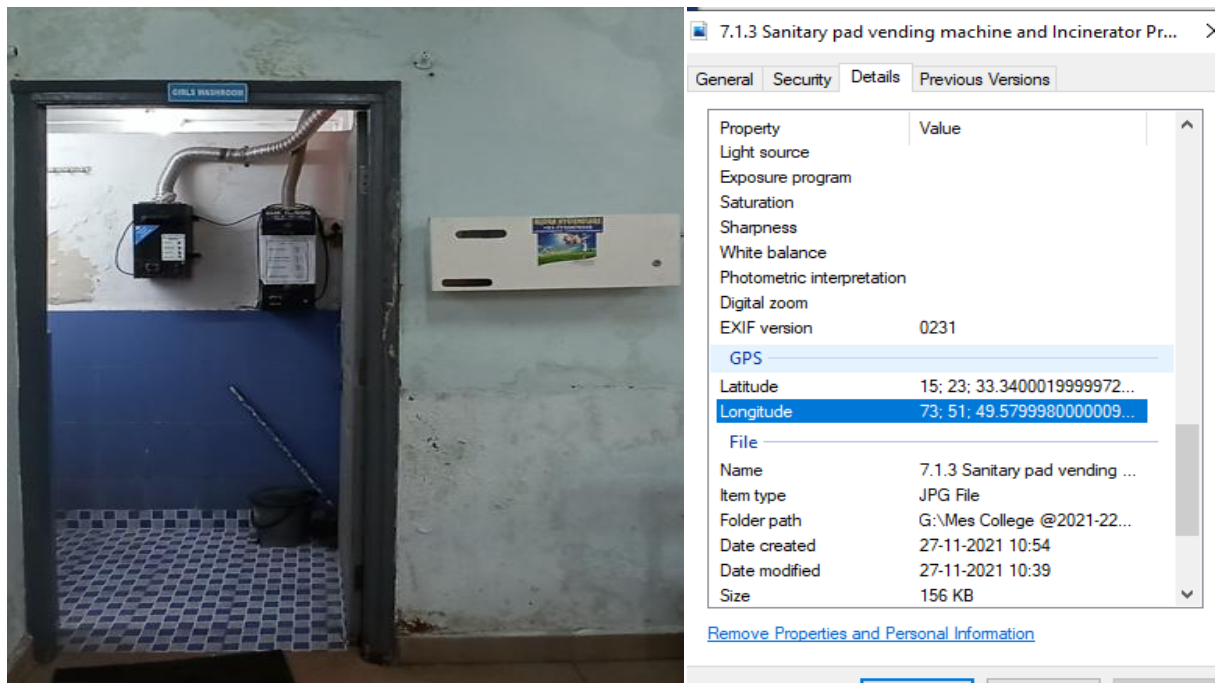 GIRLS WASHROOM
7.1.3 Sanitary pad vending machine and Incinerator Pr...
General Security Details Previous Versions
Property Value
Light source
Exposure program
Saturation
Sharpness
White balance
Photometric interpretation
Digital zoom
EXIF version 0231
GPS
Latitude 15; 23; 33.3400019999972...
Longitude 73; 51; 49.5799980000009...
File
Name 7.1.3 Sanitary pad vending ...
Item type JPG File
Folder path G:\Mes College @2021-22...
Date created 27-11-2021 10:54
Date modified 27-11-2021 10:39
Size 156 KB
Remove Properties and Personal Information